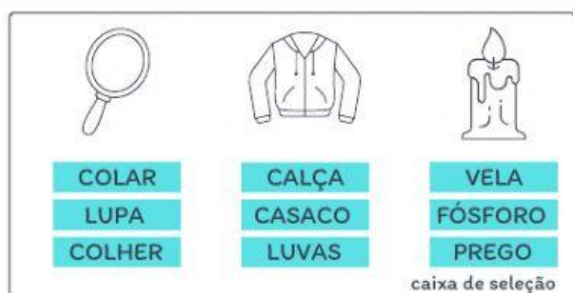 COLAR CALÇA VELA
LUPA CASACO FÓSFORO
COLHER LUVAS PREGO
caixa de seleção